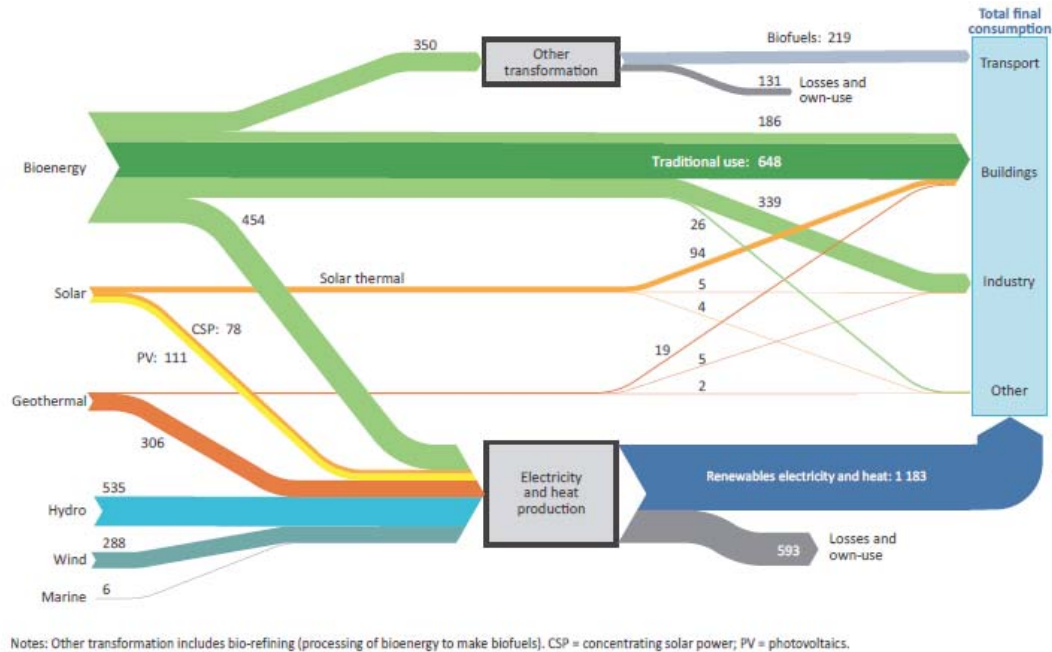 Total final
consumption
350
Other
transformation
Biofuels: 219
Transport
131
Losses and
own-use
186
Bioenergy
Traditional use: 648
Buildings
454
339
26
94
Solar thermal
5
Solar
Industry
4
CSP: 78
PV: 111
19
5
2
Other
Geothermal
306
Electricity
and heat
production
Renewables electricity and heat: 1 183
535
Hydro
288
593
Losses and
own-use
Wind
6
Marine
Notes: Other transformation includes bio-refining (processing of bioenergy to make biofuels). CSP = concentrating solar power; PV = photovoltaics.